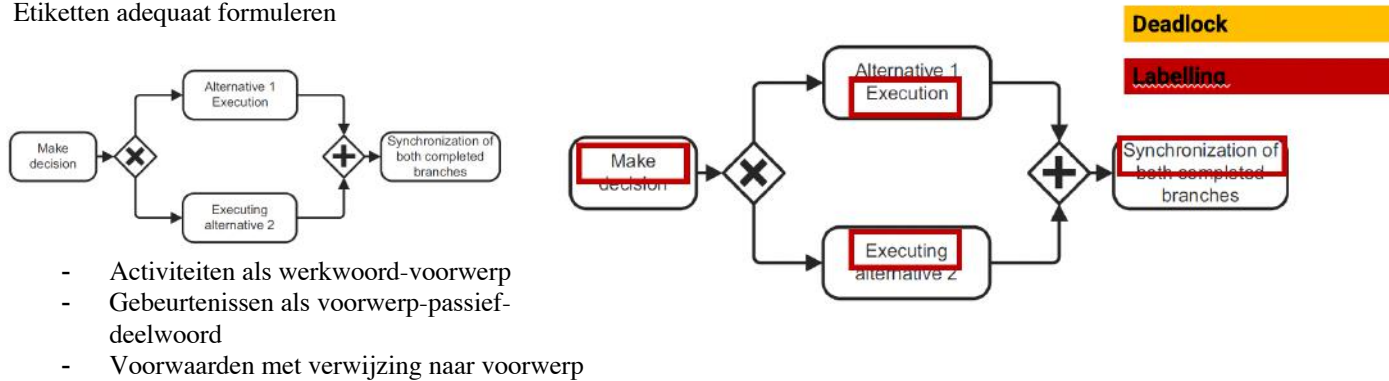 Etiketten adequaat formuleren
Alternative 1
Execution
Make
decision
Synchronization of
both completed
branches
Executing
alternative 2
- Activiteiten als werkwoord-voorwerp
- Gebeurtenissen als voorwerp-passief-
deelwoord
- Voorwaarden met verwijzing naar voorwerp
Deadlock
Labelling
Alternative 1
Execution
Make
decision
Synchronization of
both completed
branches
Executing
alternative 2